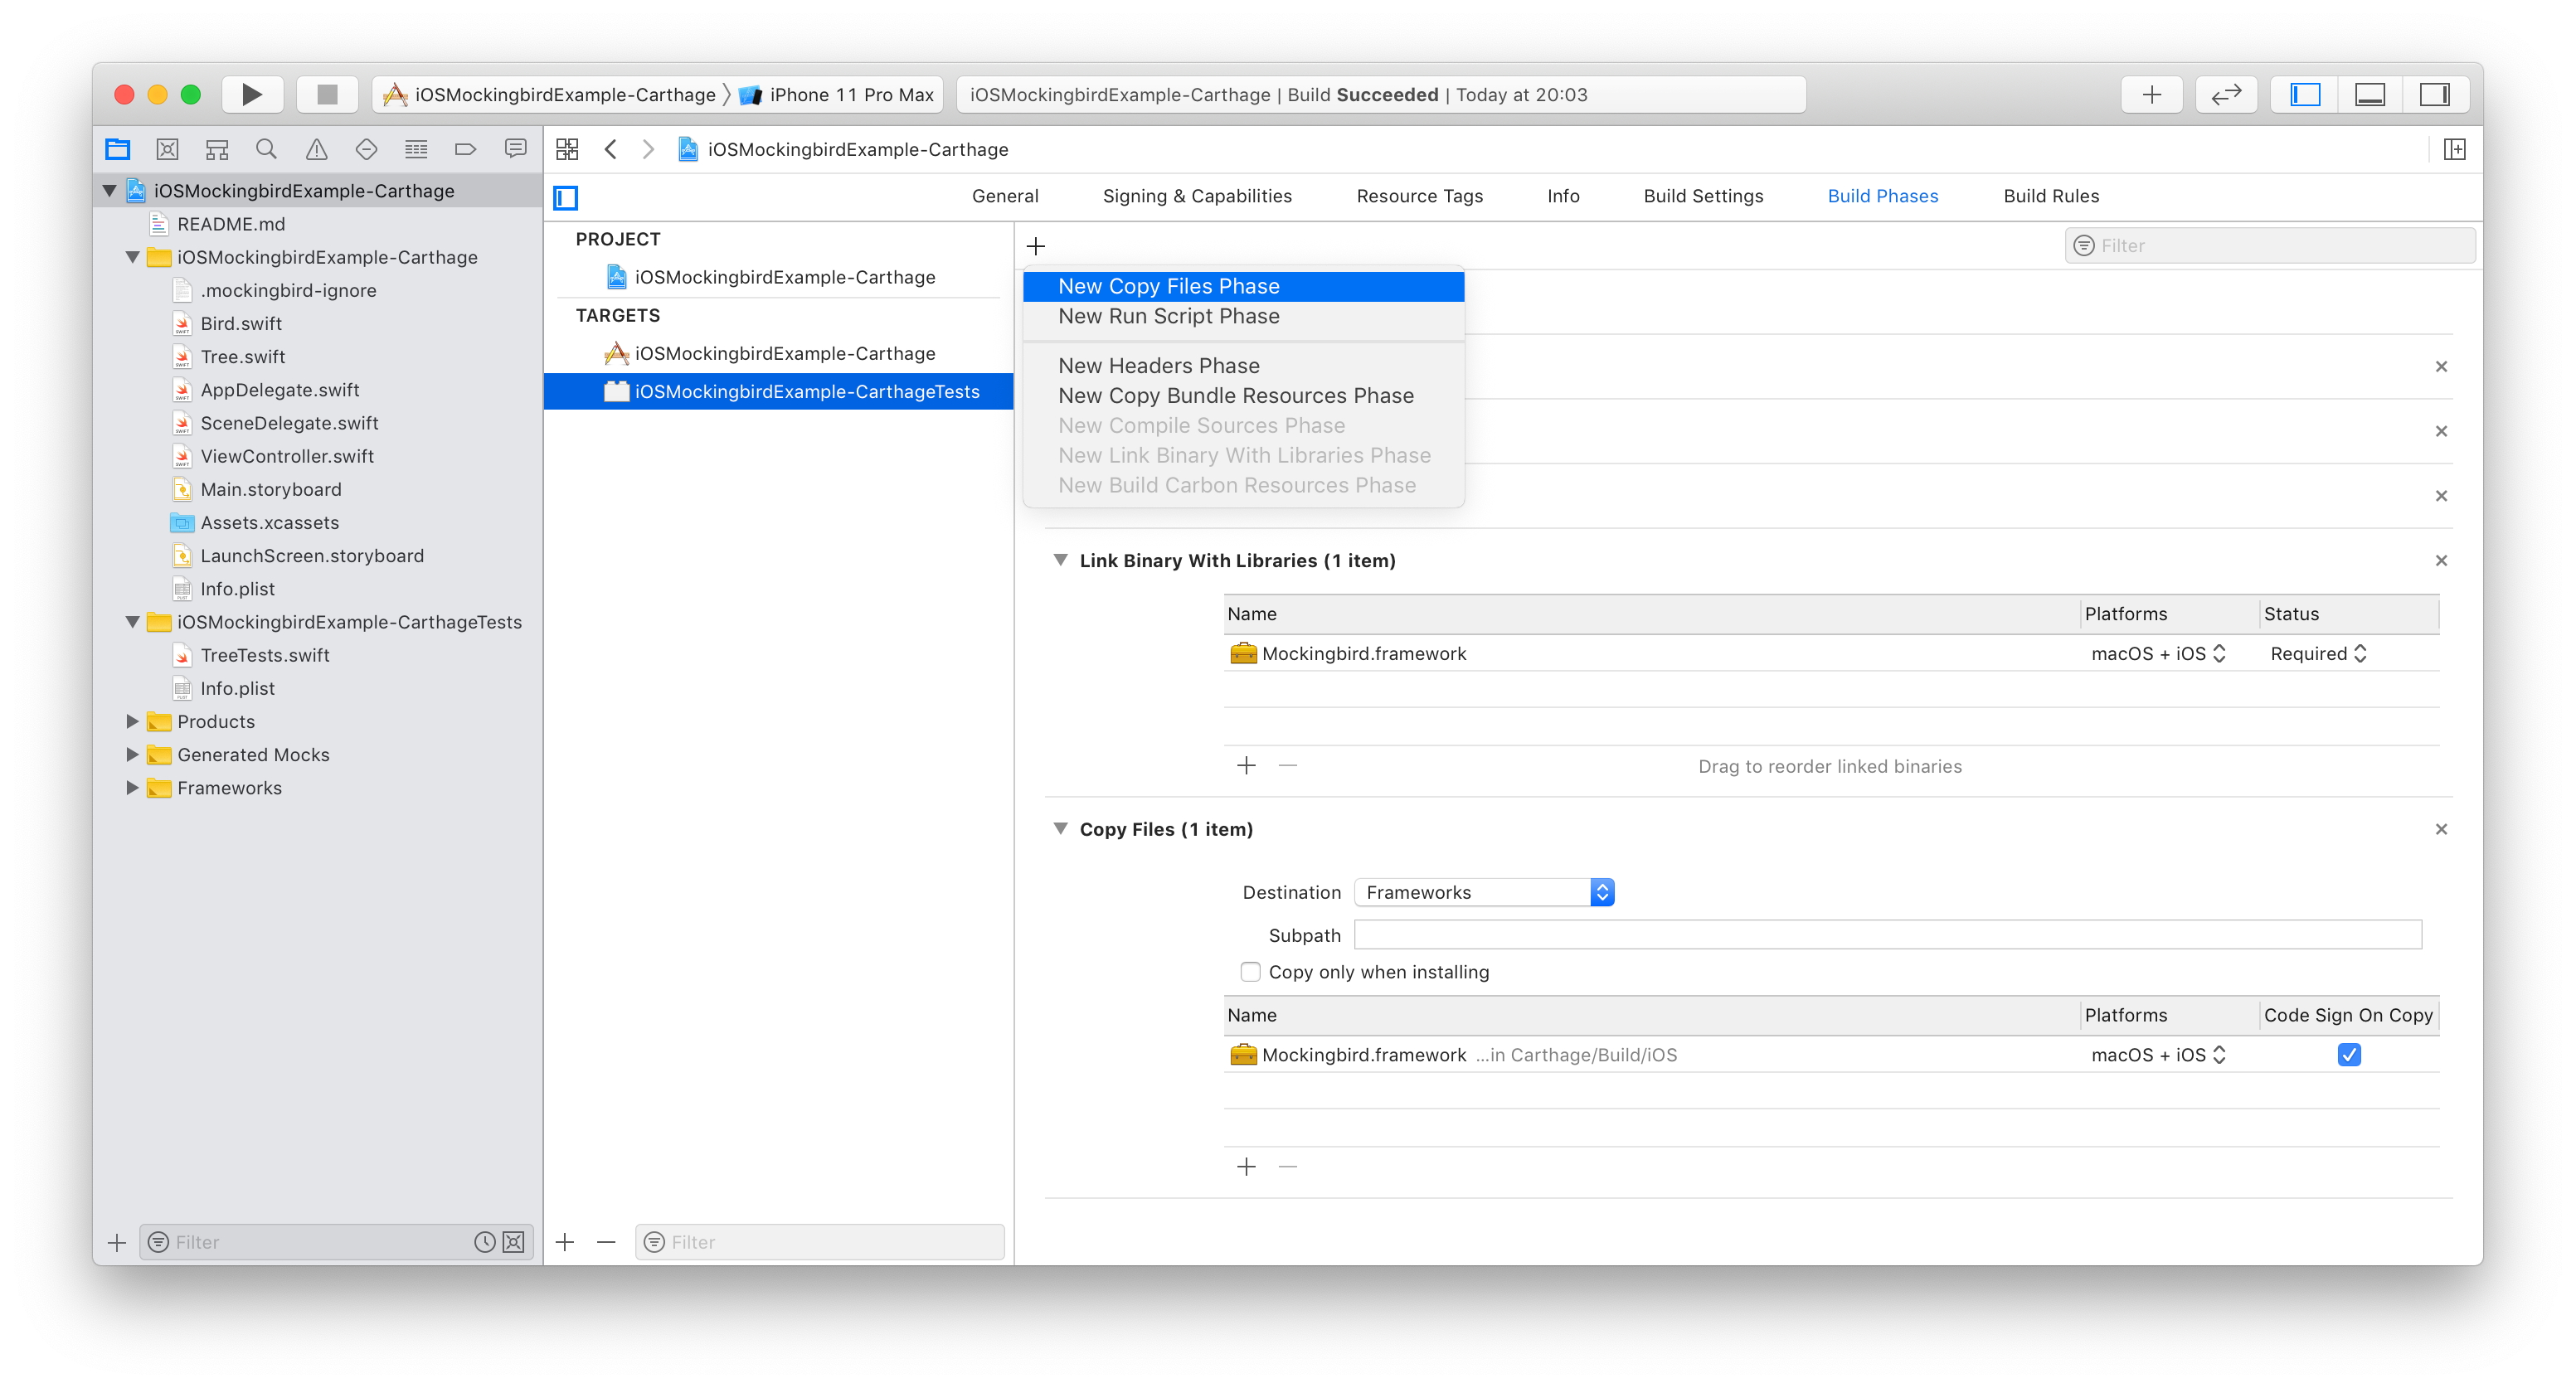 iOSMockingbirdExample-Carthage
iPhone 11 Pro Max
iOSMockingbirdExample-Carthage | Build Succeeded | Today at 20:03
iOSMockingbirdExample-Carthage
README.md
iOSMockingbirdExample-Carthage
.mockingbird-ignore
Bird.swift
Tree.swift
AppDelegate.swift
SceneDelegate.swift
ViewController.swift
Main.storyboard
Assets.xcassets
LaunchScreen.storyboard
Info.plist
iOSMockingbirdExample-CarthageTests
TreeTests.swift
Info.plist
Products
Generated Mocks
Frameworks
Filter
iOSMockingbirdExample-Carthage
General
Signing & Capabilities
Resource Tags
Info
Build Settings
Build Phases
Build Rules
PROJECT
iOSMockingbirdExample-Carthage
TARGETS
iOSMockingbirdExample-Carthage
iOSMockingbirdExample-CarthageTests
Filter
Filter
New Copy Files Phase
New Run Script Phase
New Headers Phase
New Copy Bundle Resources Phase
New Compile Sources Phase
New Link Binary With Libraries Phase
New Build Carbon Resources Phase
Link Binary With Libraries (1 item)
Name Platforms Status
Mockingbird.framework macOS + iOS Required
Drag to reorder linked binaries
Copy Files (1 item)
Destination Frameworks
Subpath
Copy only when installing
Name Platforms Code Sign On Copy
Mockingbird.framework ...in Carthage/Build/iOS macOS + iOS